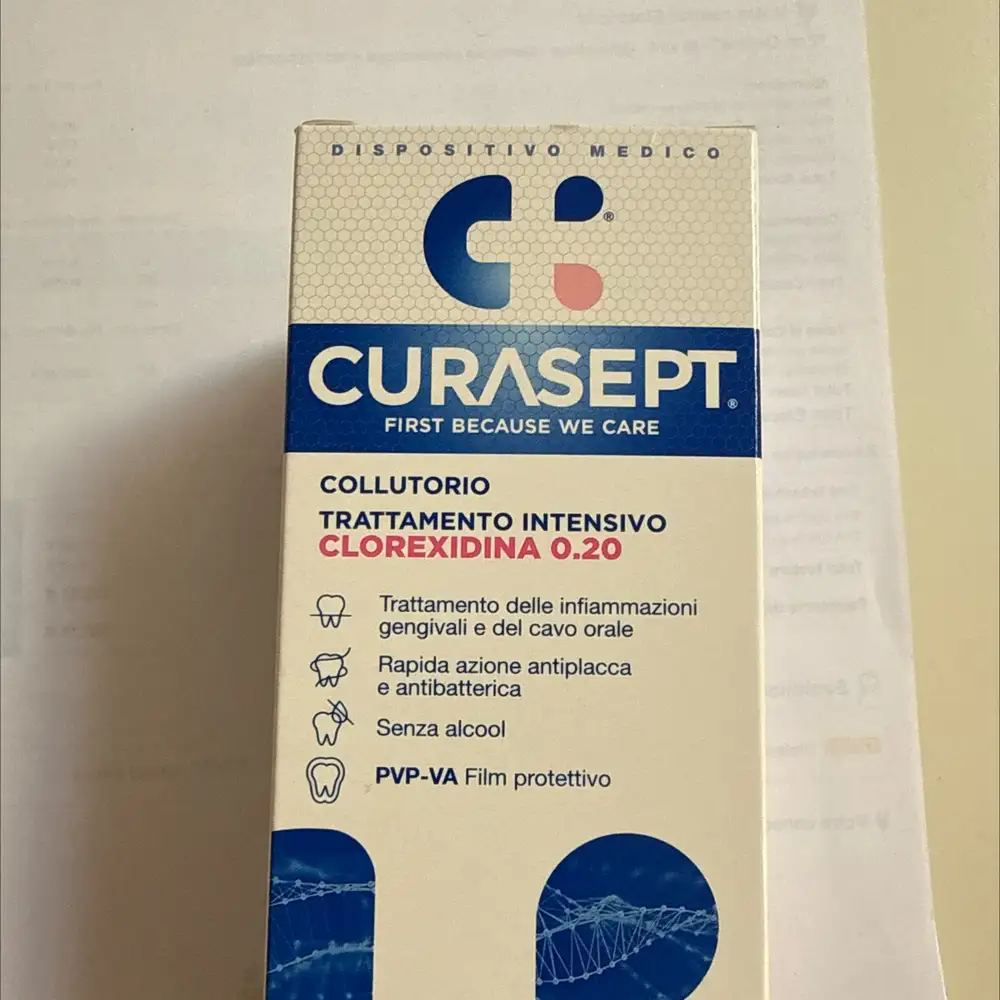 DISPOSITIVO MEDICO
®
CURASEPT®
FIRST BECAUSE WE CARE
COLLUTORIO
TRATTAMENTO INTENSIVO
CLOREXIDINA 0.20
Trattamento delle infiammazioni
gengivali e del cavo orale
Rapida azione antiplacca
e antibatterica
Senza alcool
PVP-VA Film protettivo